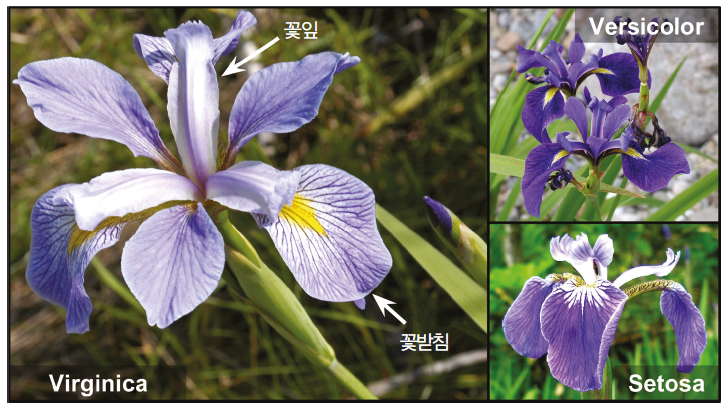 꽃잎
Versicolor
꽃받침
Virginica
Setosa